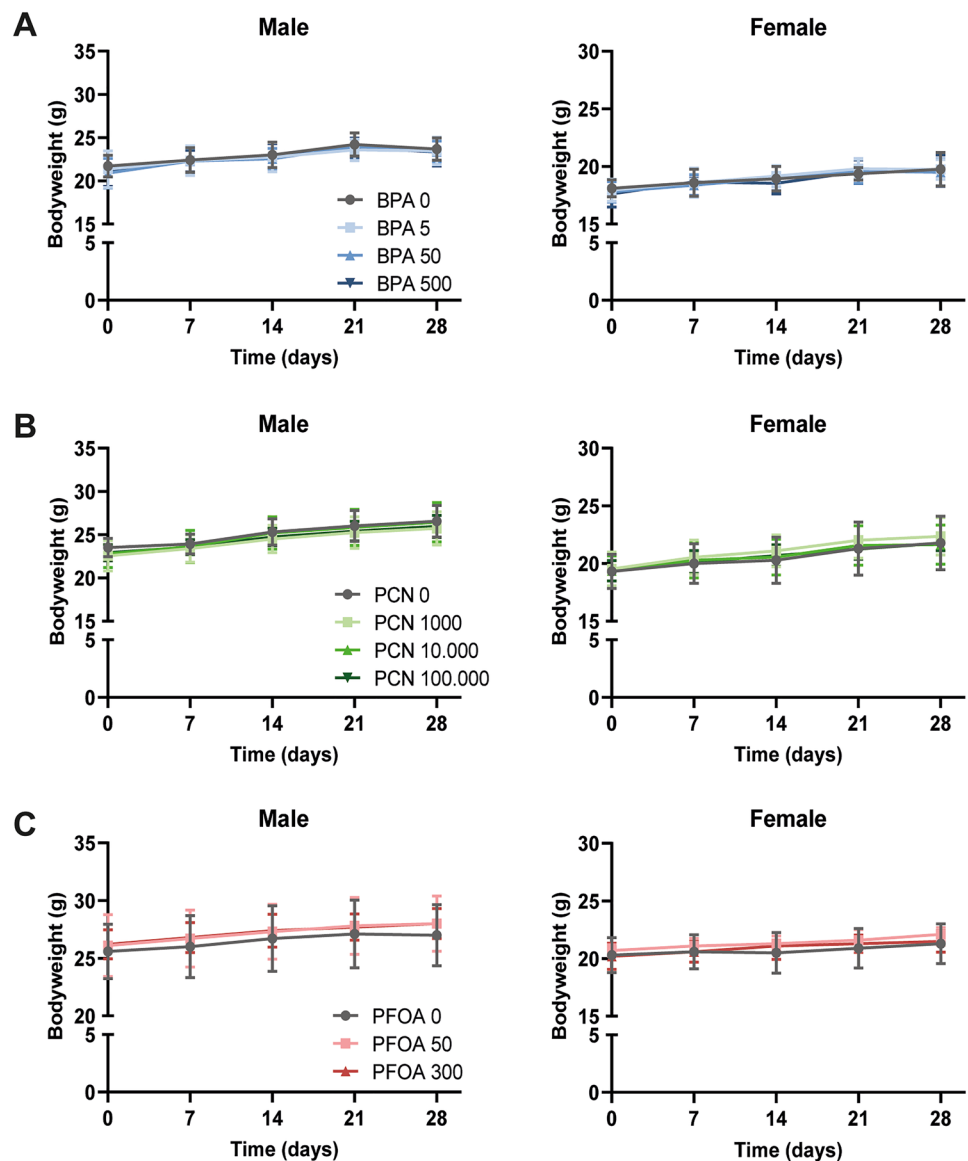 A
Male
Female
Bodyweight (g)
35
30
25
20
15
5
0
BPA 0
BPA 5
BPA 50
BPA 500
0 7 14 21 28
Time (days)
Bodyweight (g)
30
25
20
15
5
0
0 7 14 21 28
Time (days)
B
Male
Female
Bodyweight (g)
35
30
25
20
15
5
0
PCN 0
PCN 1000
PCN 10.000
PCN 100.000
0 7 14 21 28
Time (days)
Bodyweight (g)
30
25
20
15
5
0
0 7 14 21 28
Time (days)
C
Male
Female
Bodyweight (g)
35
30
25
20
5
0
PFOA 0
PFOA 50
PFOA 300
0 7 14 21 28
Time (days)
Bodyweight (g)
30
25
20
15
5
0
0 7 14 21 28
Time (days)